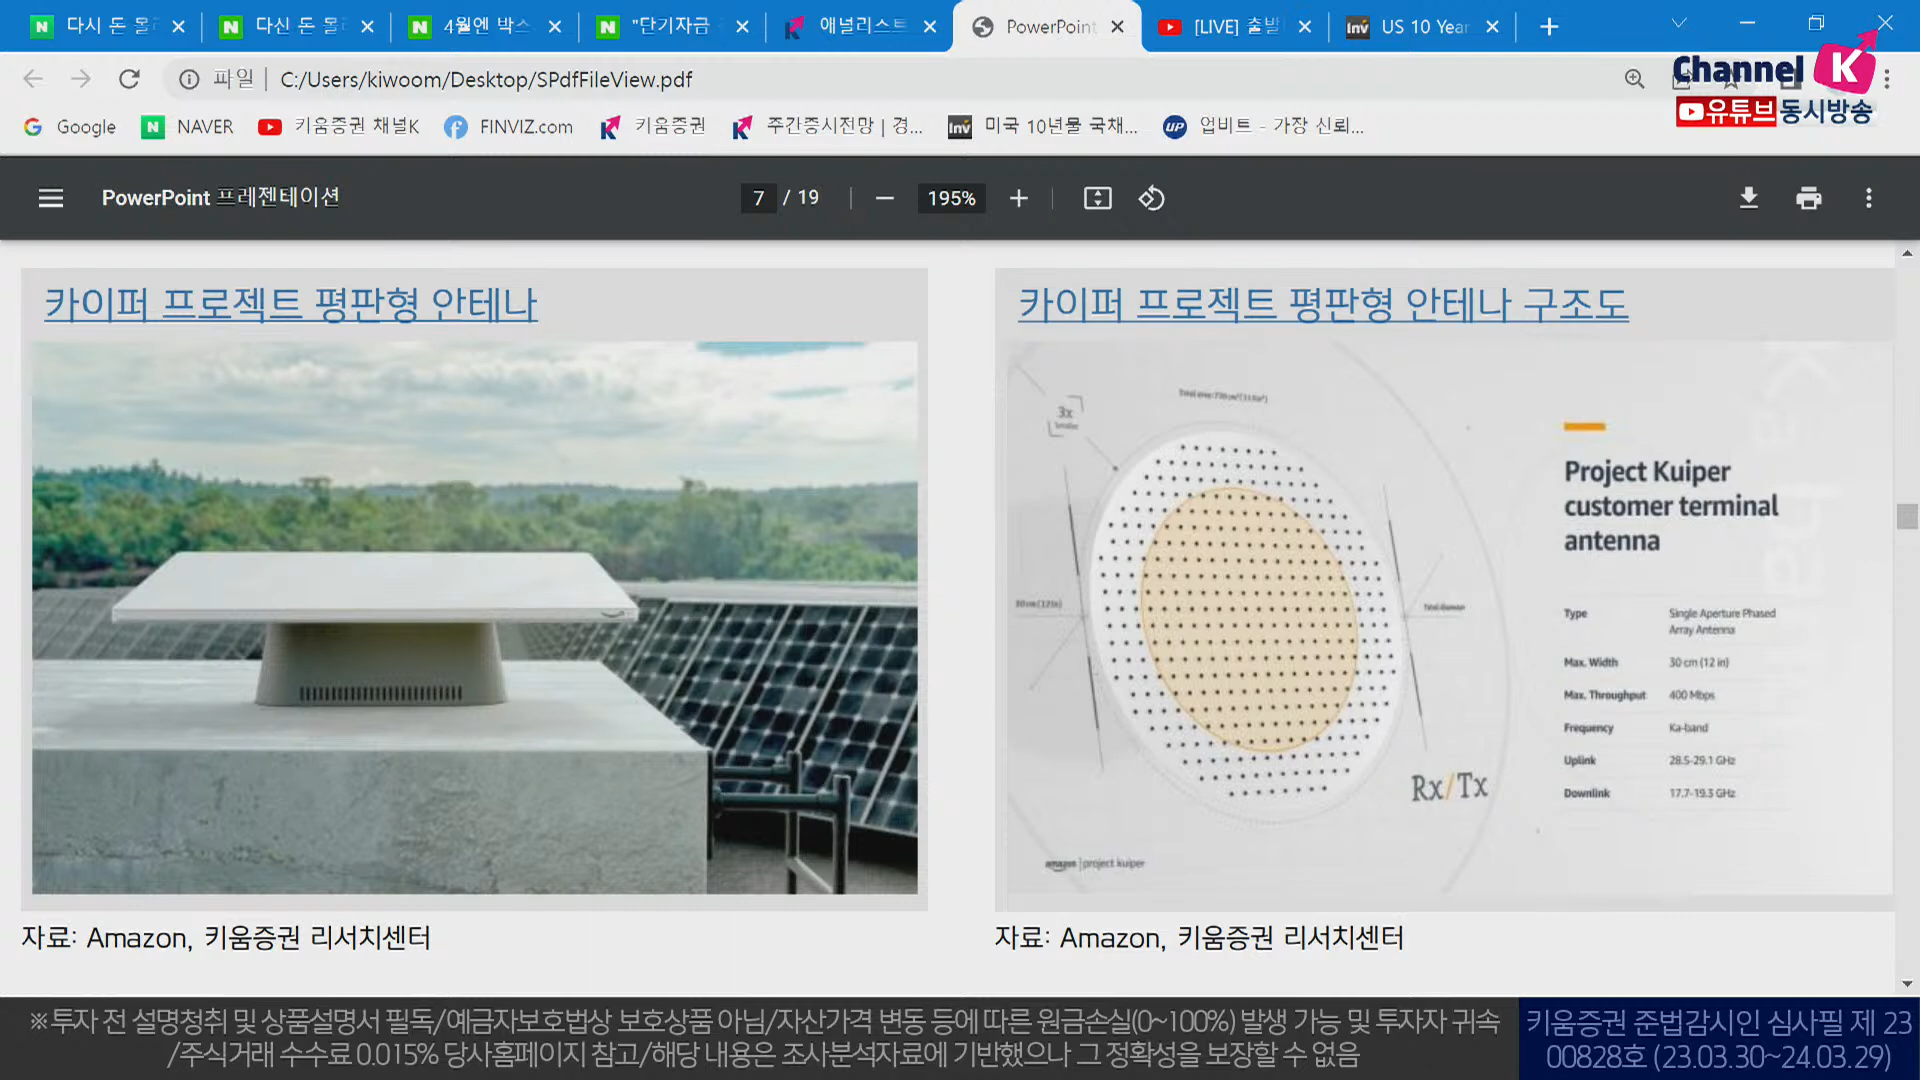 다시 돈 몰
다신 돈 몰
4월엔 박스
"단기자금
애널리스트
PowerPoint
[LIVE] 출발
US 10 Year
파일
C:/Users/kiwoom/Desktop/SPdfFileView.pdf
Channel K
유튜브동시방송
Google
NAVER
키움증권 채널K
FINVIZ.com
키움증권
주간증시전망 | 경...
Inv
미국 10년물 국채...
UP
업비트 - 가장 신뢰...
PowerPoint 프레젠테이션
7 / 19
195%
카이퍼 프로젝트 평판형 안테나
카이퍼 프로젝트 평판형 안테나 구조도
3x
30 cm (12 in)
Rx/Tx
amazon | project kuiper
Project Kuiper
customer terminal
antenna
Type Single Aperture Phased
Array Antenna
Max. Width 30 cm (12 in)
Max. Throughput 400 Mbps
Frequency Ka-band
Uplink 28.5-29.1 GHz
Downlink 17.7-19.3 GHz
자료: Amazon, 키움증권 리서치센터
자료: Amazon, 키움증권 리서치센터
※투자 전 설명청취 및 상품설명서 필독/예금자보호법상 보호상품 아님/자산가격 변동 등에 따른 원금손실(0~100%) 발생 가능 및 투자자 귀속
/주식거래 수수료 0.015% 당사홈페이지 참고/해당 내용은 조사분석자료에 기반했으나 그 정확성을 보장할 수 없음
키움증권 준법감시인 심사필 제 23
00828호 (23.03.30~24.03.29)